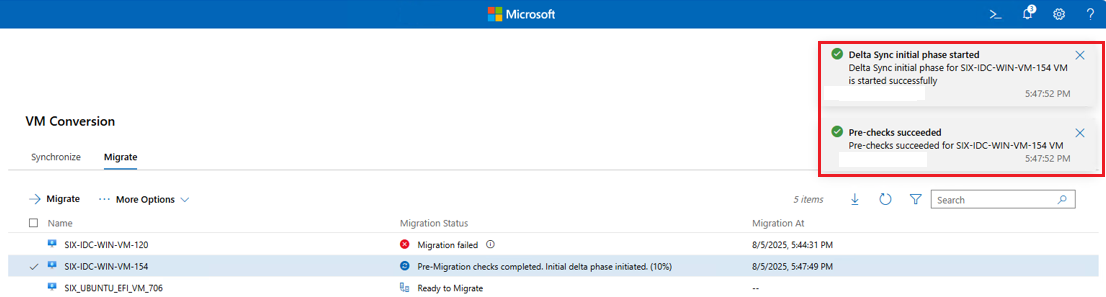 Microsoft
>_
3
?
Delta Sync initial phase started
Delta Sync initial phase for SIX-IDC-WIN-VM-154 VM
is started successfully
5:47:52 PM
Pre-checks succeeded
Pre-checks succeeded for SIX-IDC-WIN-VM-154 VM
5:47:52 PM
VM Conversion
Synchronize Migrate
Migrate ··· More Options 5 items Search
Name Migration Status Migration At
SIX-IDC-WIN-VM-120 Migration failed 8/5/2025, 5:44:31 PM
SIX-IDC-WIN-VM-154 Pre-Migration checks completed. Initial delta phase initiated. (10%) 8/5/2025, 5:47:49 PM
SIX_UBUNTU_EFI_VM_706 Ready to Migrate --